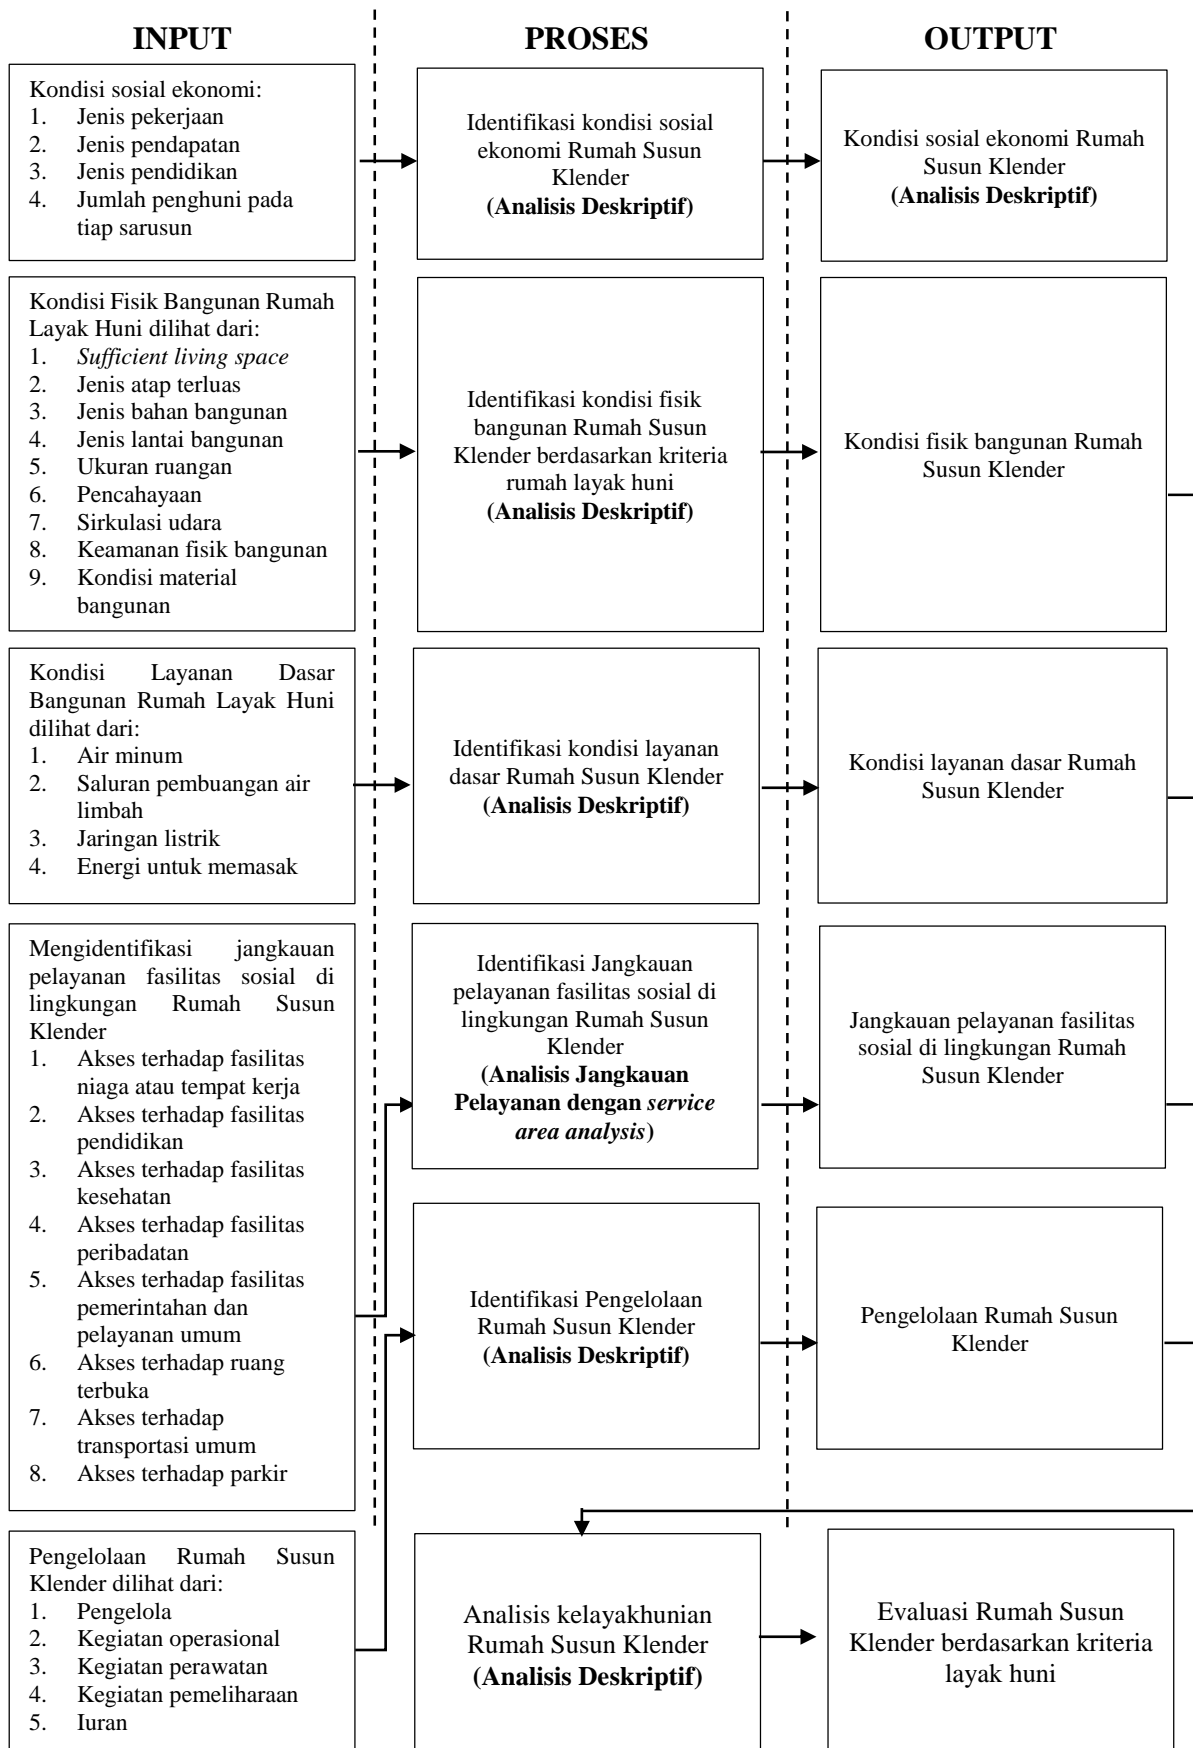 INPUT
PROSES
OUTPUT
Kondisi sosial ekonomi:
1. Jenis pekerjaan
2. Jenis pendapatan
3. Jenis pendidikan
4. Jumlah penghuni pada
tiap sarusun
Identifikasi kondisi sosial
ekonomi Rumah Susun
Klender
(Analisis Deskriptif)
Kondisi sosial ekonomi Rumah
Susun Klender
(Analisis Deskriptif)
Kondisi Fisik Bangunan Rumah
Layak Huni dilihat dari:
1. Sufficient living space
2. Jenis atap terluas
3. Jenis bahan bangunan
4. Jenis lantai bangunan
5. Ukuran ruangan
6. Pencahayaan
7. Sirkulasi udara
8. Keamanan fisik bangunan
9. Kondisi material
bangunan
Identifikasi kondisi fisik
bangunan Rumah Susun
Klender berdasarkan kriteria
rumah layak huni
(Analisis Deskriptif)
Kondisi fisik bangunan Rumah
Susun Klender
Kondisi Layanan Dasar
Bangunan Rumah Layak Huni
dilihat dari:
1. Air minum
2. Saluran pembuangan air
limbah
3. Jaringan listrik
4. Energi untuk memasak
Identifikasi kondisi layanan
dasar Rumah Susun Klender
(Analisis Deskriptif)
Kondisi layanan dasar Rumah
Susun Klender
Mengidentifikasi jangkauan
pelayanan fasilitas sosial di
lingkungan Rumah Susun
Klender
1. Akses terhadap fasilitas
niaga atau tempat kerja
2. Akses terhadap fasilitas
pendidikan
3. Akses terhadap fasilitas
kesehatan
4. Akses terhadap fasilitas
peribadatan
5. Akses terhadap fasilitas
pemerintahan dan
pelayanan umum
6. Akses terhadap ruang
terbuka
7. Akses terhadap
transportasi umum
8. Akses terhadap parkir
Identifikasi Jangkauan
pelayanan fasilitas sosial di
lingkungan Rumah Susun
Klender
(Analisis Jangkauan
Pelayanan dengan service
area analysis)
Jangkauan pelayanan fasilitas
sosial di lingkungan Rumah
Susun Klender
Identifikasi Pengelolaan
Rumah Susun Klender
(Analisis Deskriptif)
Pengelolaan Rumah Susun
Klender
Pengelolaan Rumah Susun
Klender dilihat dari:
1. Pengelola
2. Kegiatan operasional
3. Kegiatan perawatan
4. Kegiatan pemeliharaan
5. Iuran
Analisis kelayakhunian
Rumah Susun Klender
(Analisis Deskriptif)
Evaluasi Rumah Susun
Klender berdasarkan kriteria
layak huni